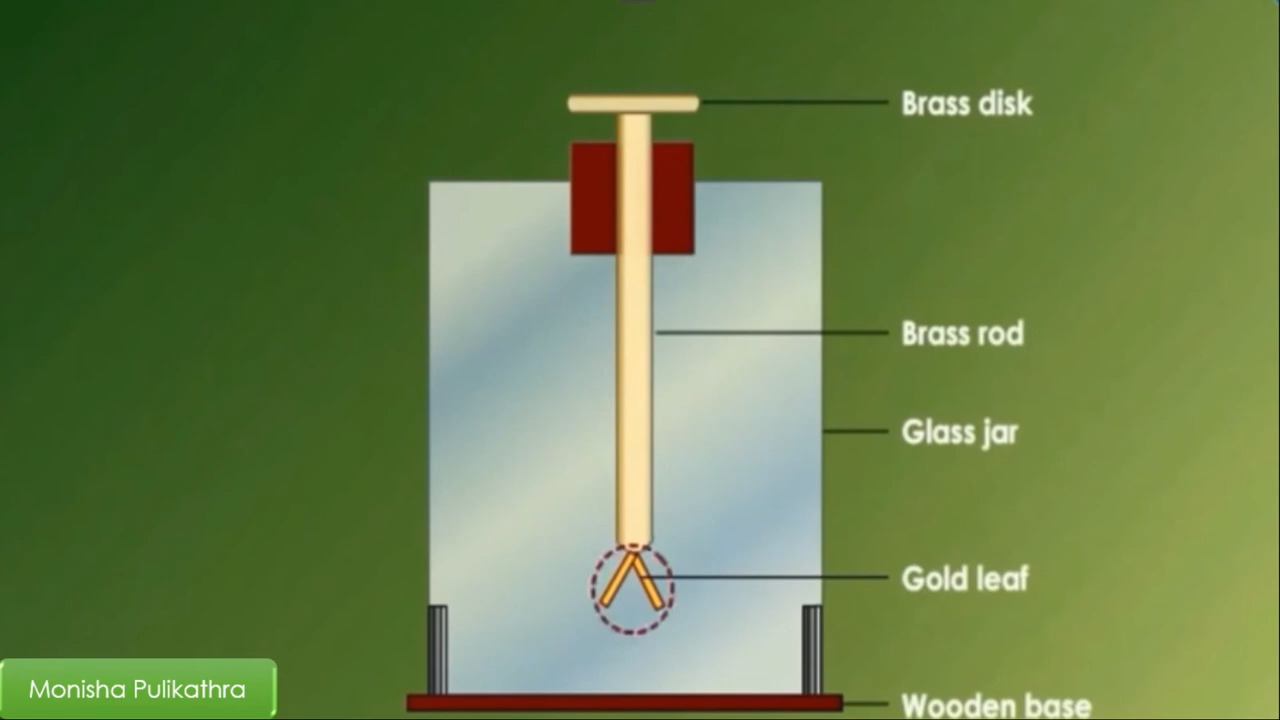 Brass disk
Brass rod
Glass jar
Gold leaf
Wooden base
Monisha Pulikathra